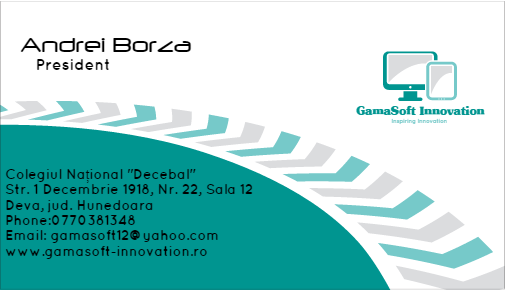 Andrei Borza
President
GamaSoft Innovation
Inspiring Innovation
Colegiul Național "Decebal"
Str. 1 Decembrie 1918, Nr. 22, Sala 12
Deva, jud. Hunedoara
Phone:0770381348
Email: gamasoft12@yahoo.com
www.gamasoft-innovation.ro